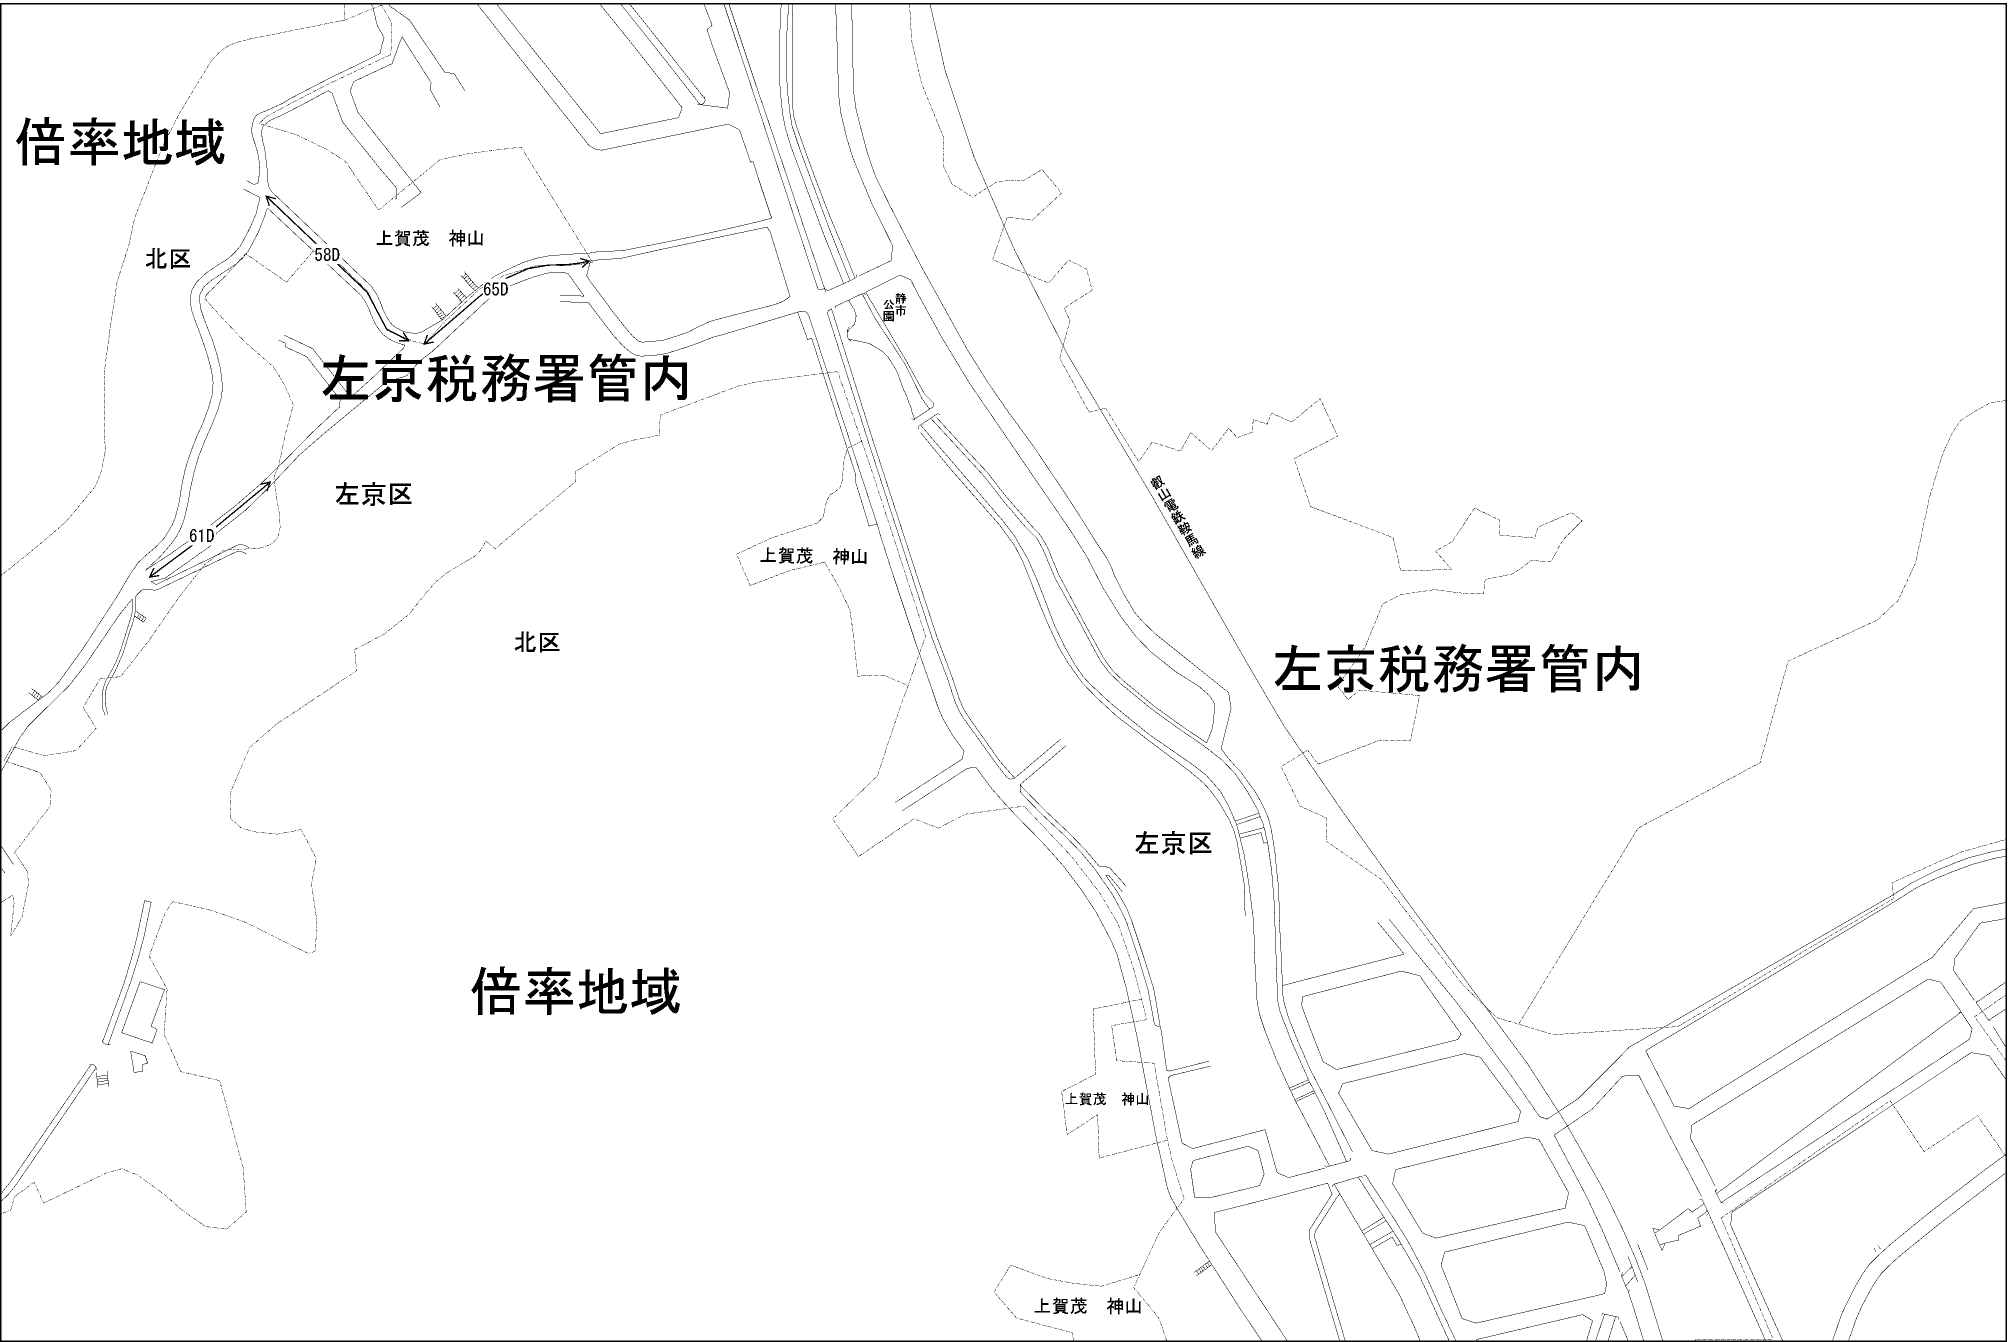 倍率地域
北区
上賀茂　神山
58D
65D
静市
公園
左京税務署管内
左京区
61D
上賀茂　神山
叡山電鉄鞍馬線
北区
左京税務署管内
左京区
倍率地域
上賀茂　神山
上賀茂　神山